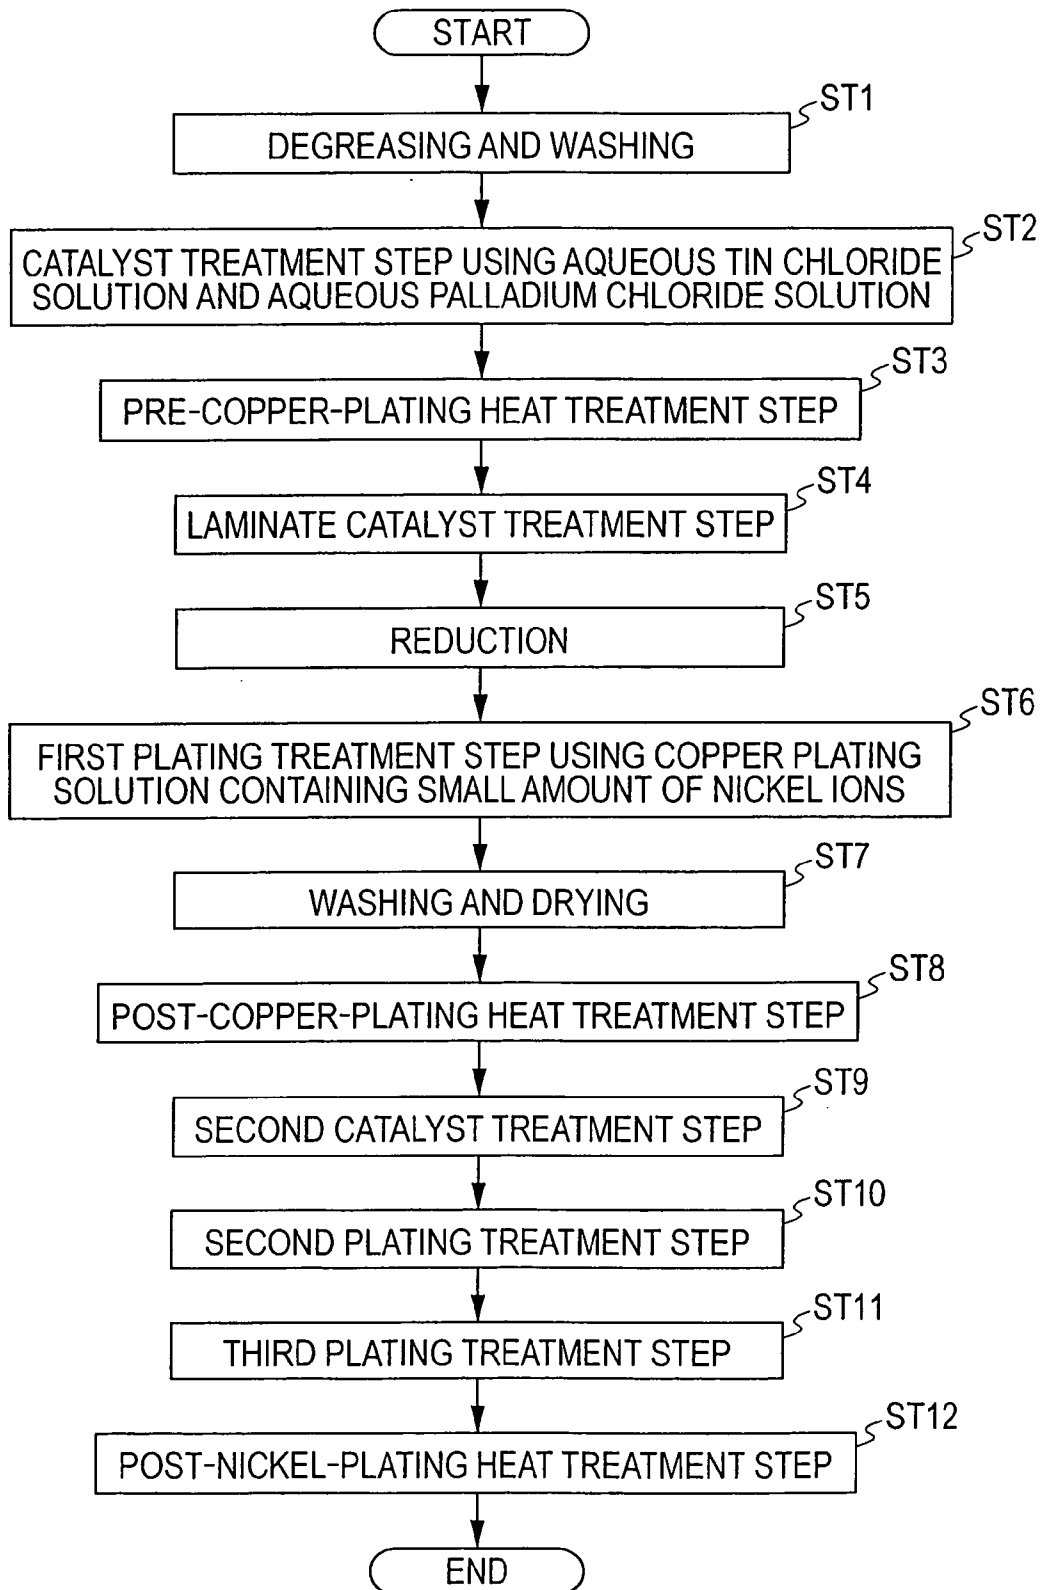 START
ST1
DEGREASING AND WASHING
ST2
CATALYST TREATMENT STEP USING AQUEOUS TIN CHLORIDE
SOLUTION AND AQUEOUS PALLADIUM CHLORIDE SOLUTION
ST3
PRE-COPPER-PLATING HEAT TREATMENT STEP
ST4
LAMINATE CATALYST TREATMENT STEP
ST5
REDUCTION
ST6
FIRST PLATING TREATMENT STEP USING COPPER PLATING
SOLUTION CONTAINING SMALL AMOUNT OF NICKEL IONS
ST7
WASHING AND DRYING
ST8
POST-COPPER-PLATING HEAT TREATMENT STEP
ST9
SECOND CATALYST TREATMENT STEP
ST10
SECOND PLATING TREATMENT STEP
ST11
THIRD PLATING TREATMENT STEP
ST12
POST-NICKEL-PLATING HEAT TREATMENT STEP
END